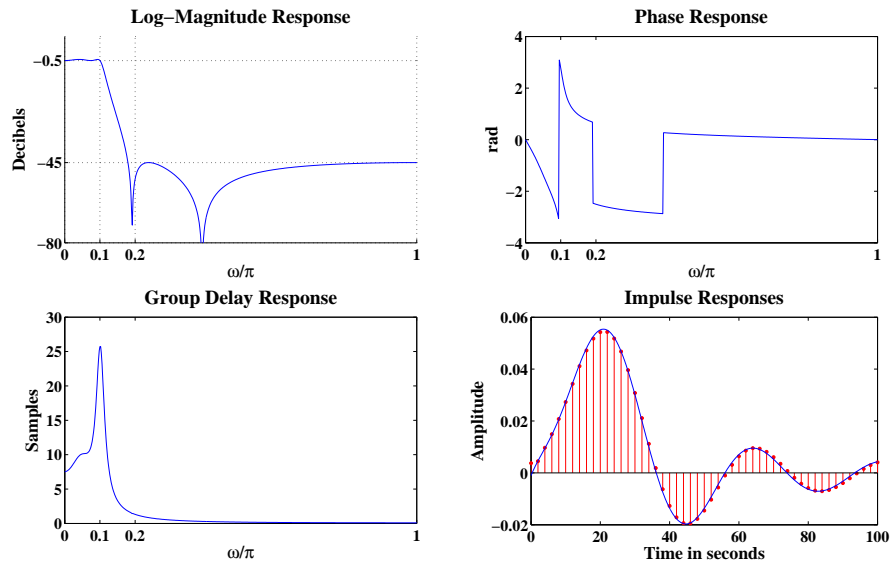 Log−Magnitude Response
Decibels
−0.5
−45
−80
0 0.1 0.2 1
ω/π
Phase Response
rad
4
2
0
−2
−4
0 0.1 0.2 1
ω/π
Group Delay Response
Samples
30
25
20
15
10
5
0
0 0.1 0.2 1
ω/π
Impulse Responses
Amplitude
0.06
0.04
0.02
0
−0.02
0 20 40 60 80 100
Time in seconds